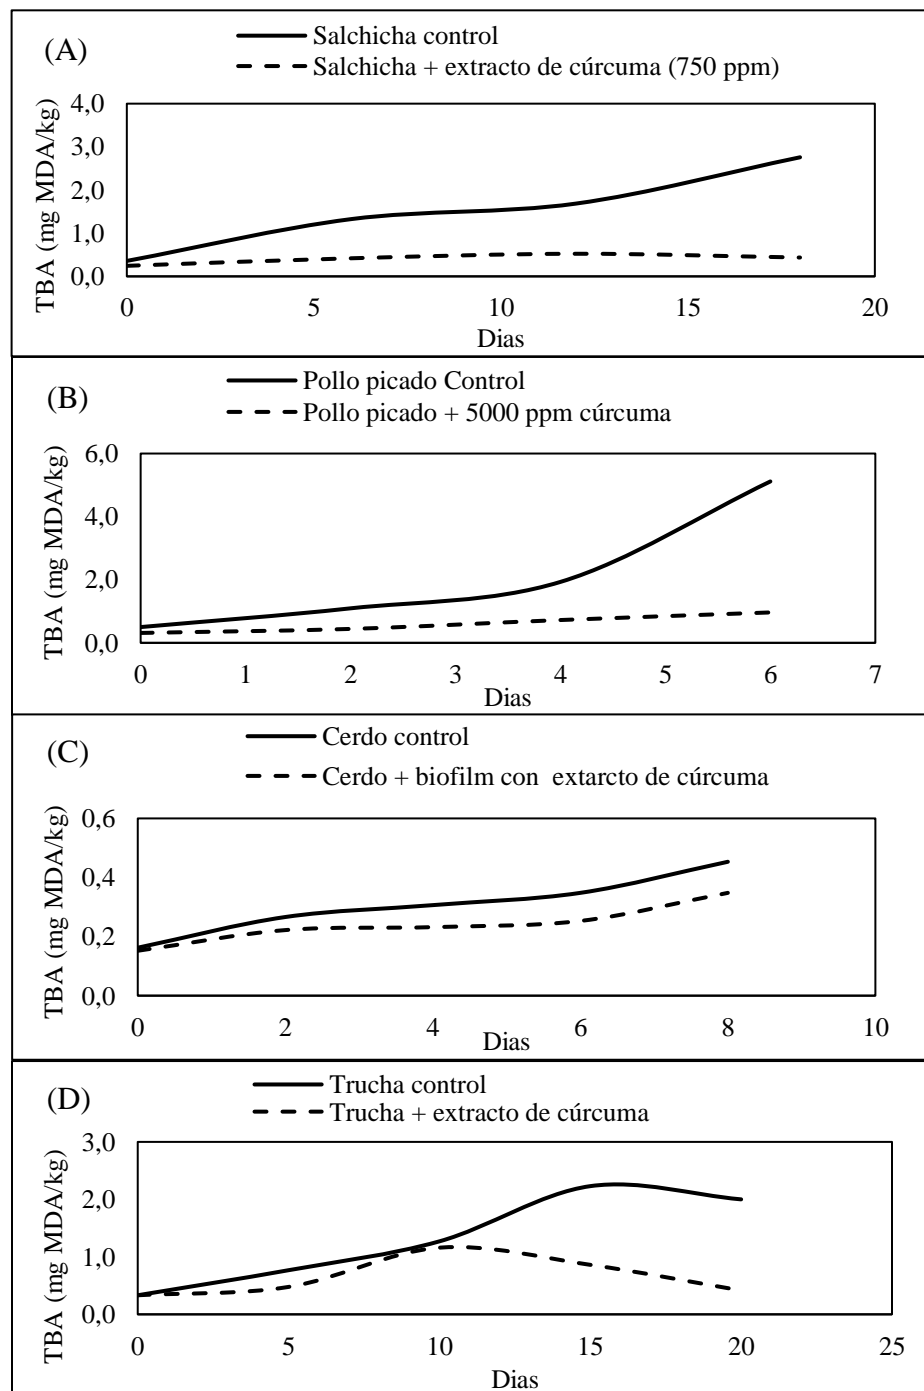 (A)
Salchicha control
Salchicha + extracto de cúrcuma (750 ppm)
TBA (mg MDA/kg)
4,0
3,0
2,0
1,0
0,0
0 5 10 15 20
Dias
(B)
Pollo picado Control
Pollo picado + 5000 ppm cúrcuma
TBA (mg MDA/kg)
6,0
4,0
2,0
0,0
0 1 2 3 4 5 6 7
Dias
(C)
Cerdo control
Cerdo + biofilm con extarcto de cúrcuma
TBA (mg MDA/kg)
0,6
0,4
0,2
0,0
0 2 4 6 8 10
Dias
(D)
Trucha control
Trucha + extracto de cúrcuma
TBA (mg MDA/kg)
3,0
2,0
1,0
0,0
0 5 10 15 20 25
Dias